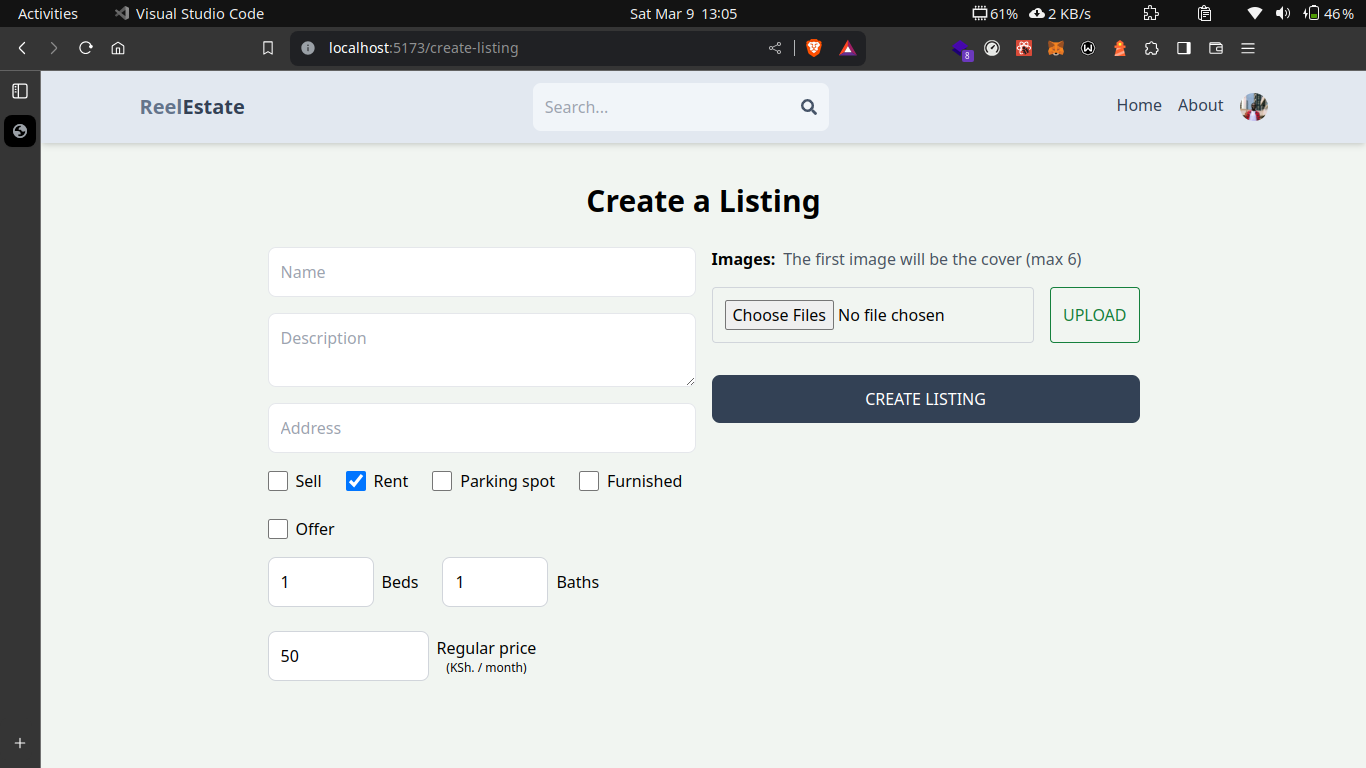 Activities Visual Studio Code Sat Mar 9 13:05 61% 2 KB/s 46%
localhost:5173/create-listing 8
ReelEstate Search... Home About
Create a Listing
Name
Description
Address
Sell Rent Parking spot Furnished
Offer
1 Beds 1 Baths
50 Regular price
(KSh. / month)
Images: The first image will be the cover (max 6)
Choose Files No file chosen UPLOAD
CREATE LISTING